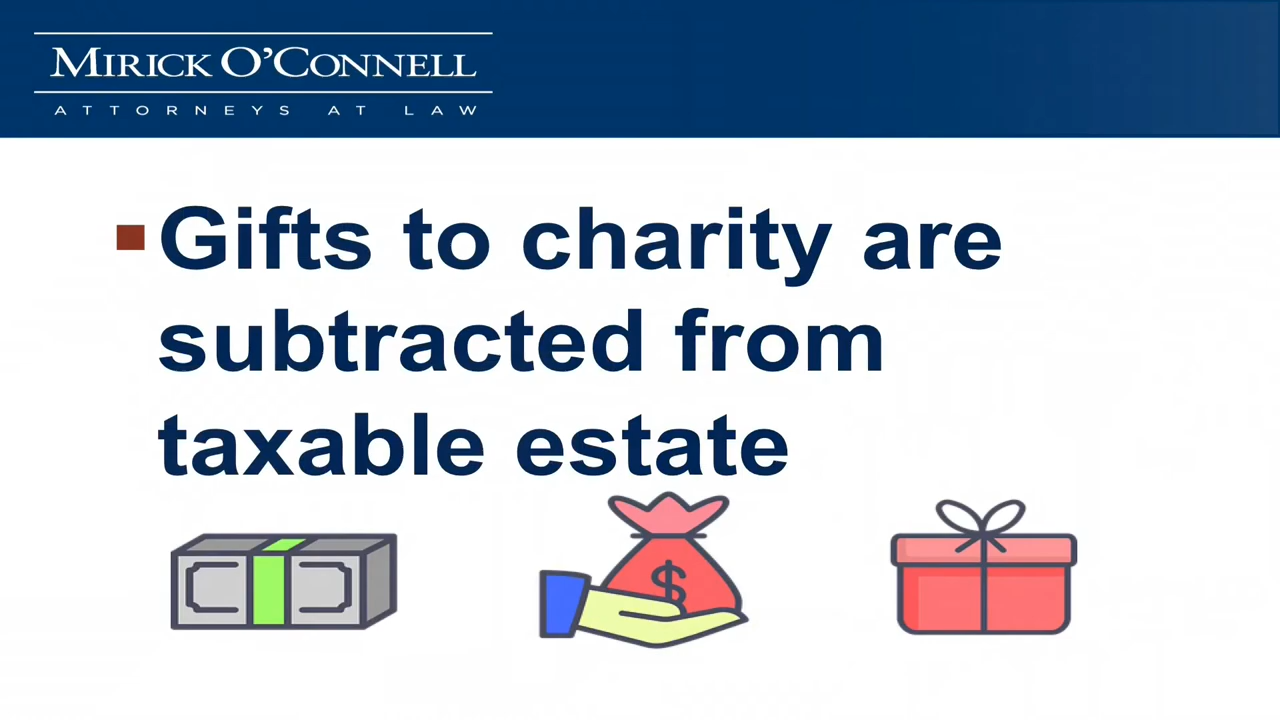 MIRICK O'CONNELL
ATTORNEYS AT LAW
Gifts to charity are
subtracted from
taxable estate
$